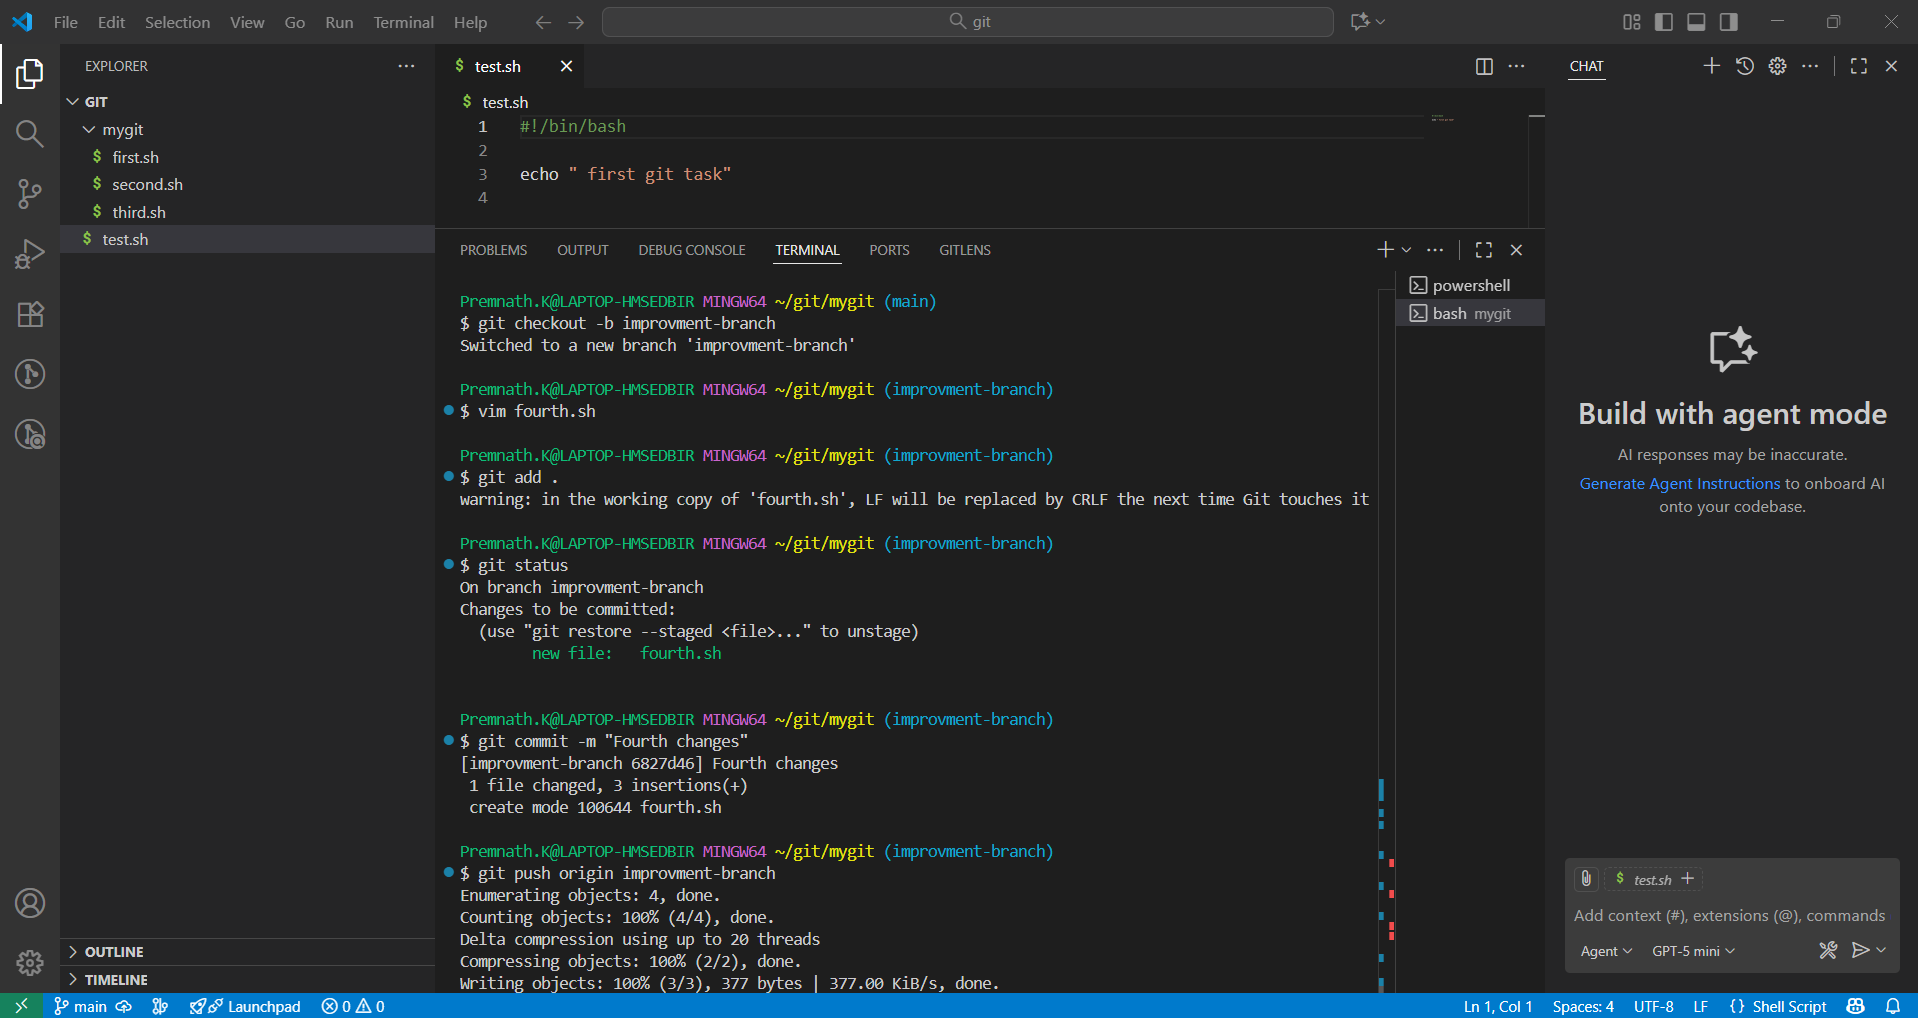 File Edit Selection View Go Run Terminal Help
git
EXPLORER
GIT
mygit
first.sh
second.sh
third.sh
test.sh
OUTLINE
TIMELINE
$ test.sh
$ test.sh
1 #!/bin/bash
2
3 echo " first git task"
4
PROBLEMS OUTPUT DEBUG CONSOLE TERMINAL PORTS GITLENS
Premnath.K@LAPTOP-HMSEDBIR MINGW64 ~/git/mygit (main)
$ git checkout -b improvment-branch
Switched to a new branch 'improvment-branch'
Premnath.K@LAPTOP-HMSEDBIR MINGW64 ~/git/mygit (improvment-branch)
$ vim fourth.sh
Premnath.K@LAPTOP-HMSEDBIR MINGW64 ~/git/mygit (improvment-branch)
$ git add .
warning: in the working copy of 'fourth.sh', LF will be replaced by CRLF the next time Git touches it
Premnath.K@LAPTOP-HMSEDBIR MINGW64 ~/git/mygit (improvment-branch)
$ git status
On branch improvment-branch
Changes to be committed:
(use "git restore --staged <file>..." to unstage)
new file:   fourth.sh
Premnath.K@LAPTOP-HMSEDBIR MINGW64 ~/git/mygit (improvment-branch)
$ git commit -m "Fourth changes"
[improvment-branch 6827d46] Fourth changes
1 file changed, 3 insertions(+)
create mode 100644 fourth.sh
Premnath.K@LAPTOP-HMSEDBIR MINGW64 ~/git/mygit (improvment-branch)
$ git push origin improvment-branch
Enumerating objects: 4, done.
Counting objects: 100% (4/4), done.
Delta compression using up to 20 threads
Compressing objects: 100% (2/2), done.
Writing objects: 100% (3/3), 377 bytes | 377.00 KiB/s, done.
powershell
bash mygit
CHAT
Build with agent mode
AI responses may be inaccurate.
Generate Agent Instructions to onboard AI
onto your codebase.
$ test.sh
Add context (#), extensions (@), commands
Agent GPT-5 mini
main Launchpad 0 0 Ln 1, Col 1 Spaces: 4 UTF-8 LF {} Shell Script